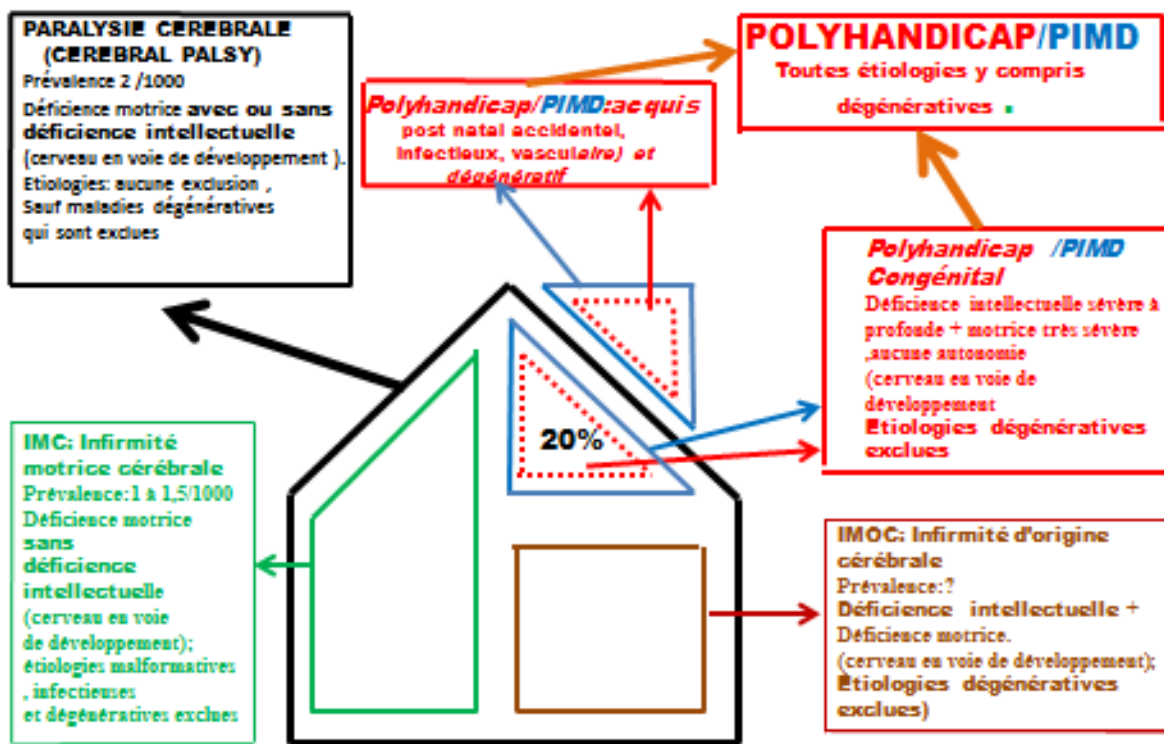 PARALYSIE CEREBRALE
(CEREBRAL PALSY)
Prévalence 2 /1000
Déficience motrice avec ou sans
déficience intellectuelle
(cerveau en voie de développement ).
Etiologies: aucune exclusion ,
Sauf maladies dégénératives
qui sont exclues
Polyhandicap/PIMD:acquis
post natal accidentel,
infectieux, vasculaire) et
dégénératif
POLYHANDICAP/PIMD
Toutes étiologies y compris
dégénératives .
Polyhandicap /PIMD
Congénital
Déficience intellectuelle sévère à
profonde + motrice très sévère
,aucune autonomie
(cerveau en voie de
développement
Etiologies dégénératives
exclues
20%
IMC: Infirmité
motrice cérébrale
Prévalence:1 à 1,5/1000
Déficience motrice
sans
déficience
intellectuelle
(cerveau en voie
de développement);
étiologies malformatives
, infectieuses
et dégénératives exclues
IMOC: Infirmité d'origine
cérébrale
Prévalence:?
Déficience intellectuelle +
Déficience motrice.
(cerveau en voie de développement);
Etiologies dégénératives
exclues)